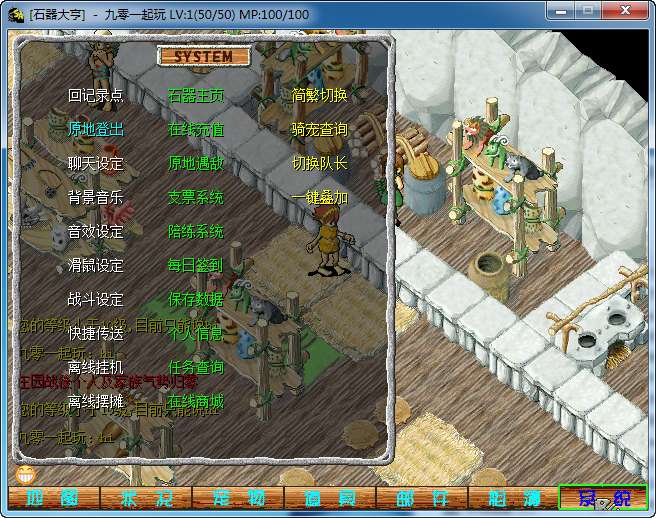 [石器大亨] - 九零一起玩 LV:1(50/50) MP:100/100
SYSTEM
回记录点 石器主页 简繁切换
原地登出 在线充值 骑宠查询
聊天设定 原地遇敌 切换队长
背景音乐 支票系统 一键叠加
音效设定 陪练系统
滑鼠设定 每日签到
战斗设定 保存数据
快捷传送 个人信息
离线挂机 任务查询
离线摆摊 在线商城
九零一起玩:hi
地图 状况 宠物 道具 邮件 相簿 系统